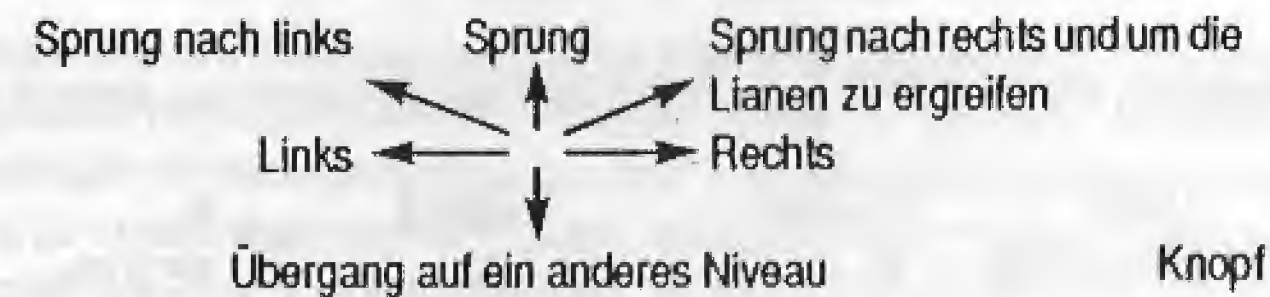 Sprung nach links Sprung Sprung nach rechts und um die
Lianen zu ergreifen
Links Rechts
Übergang auf ein anderes Niveau Knopf